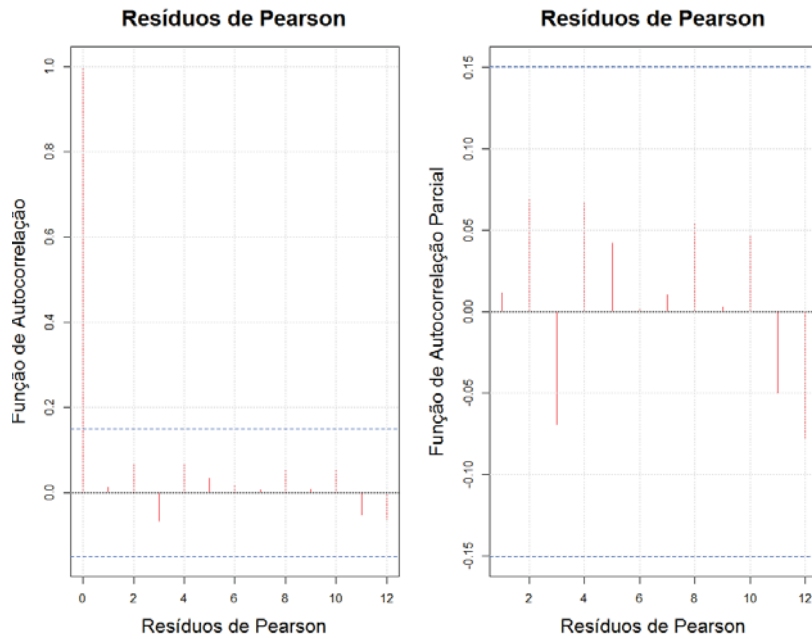 Resíduos de Pearson
Função de Autocorrelação
1.0
0.8
0.6
0.4
0.2
0.0
0 2 4 6 8 10 12
Resíduos de Pearson
Resíduos de Pearson
Função de Autocorrelação Parcial
0.15
0.10
0.05
0.00
-0.05
-0.10
-0.15
2 4 6 8 10 12
Resíduos de Pearson